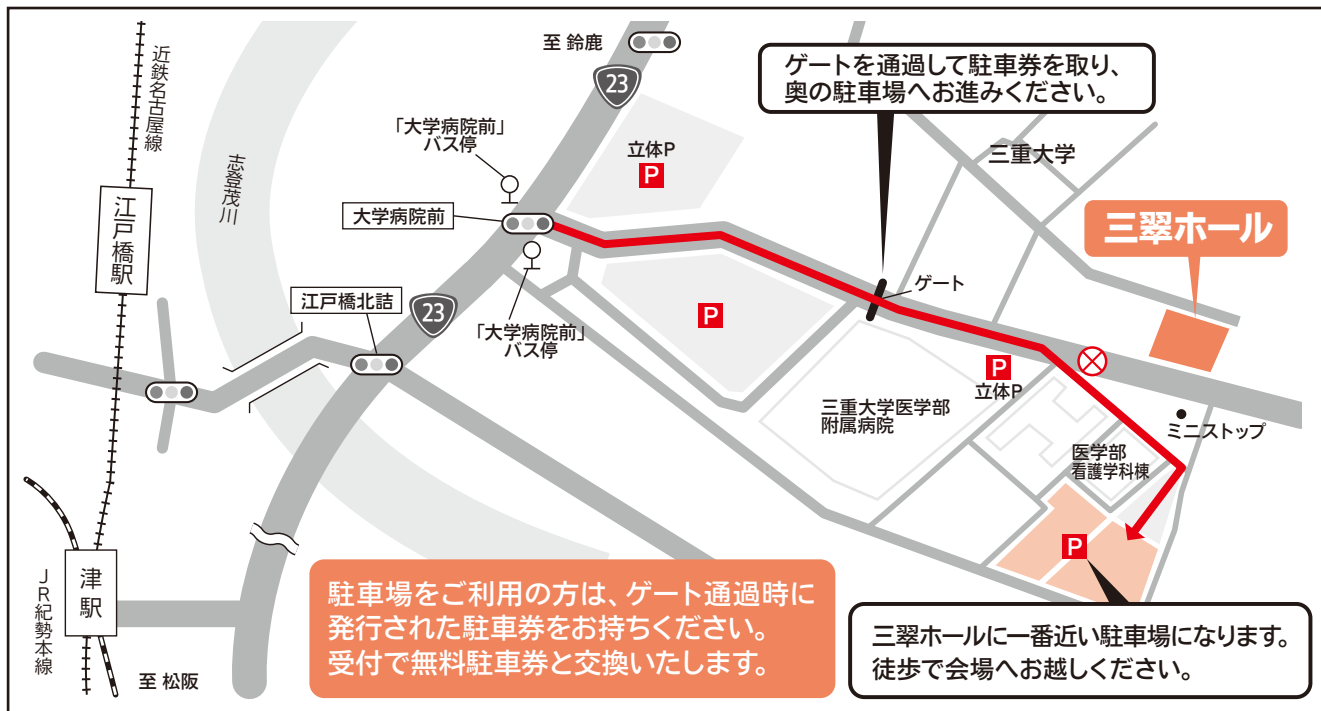 至 鈴鹿
23
近鉄名古屋線
「大学病院前」
バス停
立体P
P
ゲートを通過して駐車券を取り、
奥の駐車場へお進みください。
三重大学
志登茂川
江戸橋駅
大学病院前
三翠ホール
ゲート
江戸橋北詰
23
「大学病院前」
バス停
P
P
立体P
三重大学医学部
附属病院
ミニストップ
医学部
看護学科棟
P
津駅
JR紀勢本線
至 松阪
駐車場をご利用の方は、ゲート通過時に
発行された駐車券をお持ちください。
受付で無料駐車券と交換いたします。
三翠ホールに一番近い駐車場になります。
徒歩で会場へお越しください。